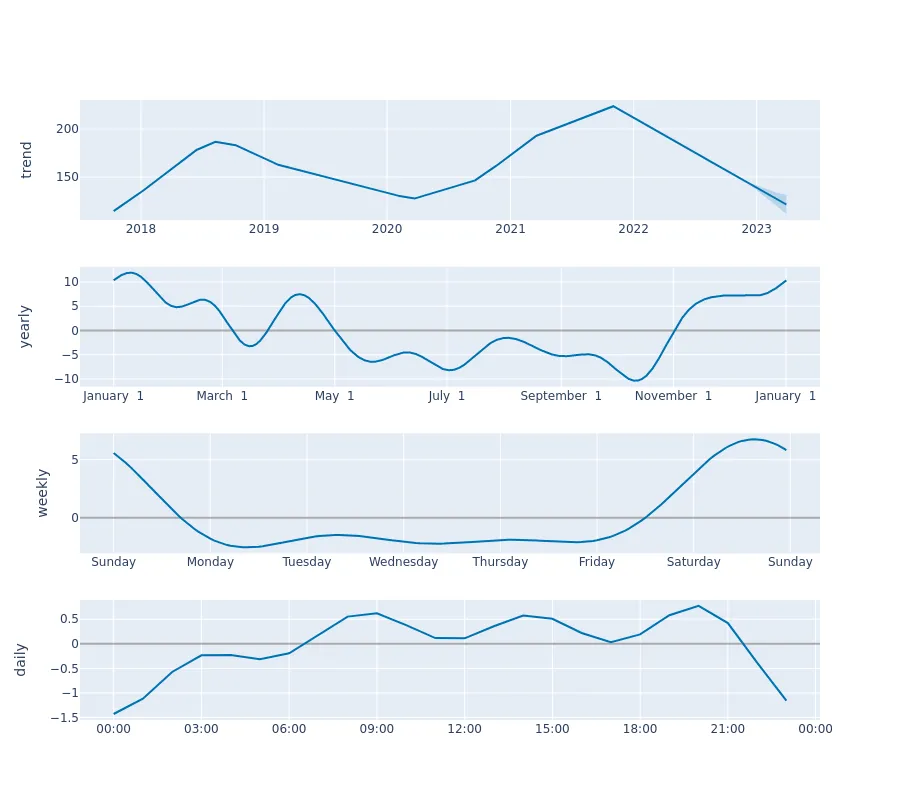 trend
200
150
2018 2019 2020 2021 2022 2023
yearly
10
5
0
−5
−10
January 1 March 1 May 1 July 1 September 1 November 1 January 1
weekly
5
0
Sunday Monday Tuesday Wednesday Thursday Friday Saturday Sunday
daily
0.5
0
−0.5
−1
−1.5
00:00 03:00 06:00 09:00 12:00 15:00 18:00 21:00 00:00